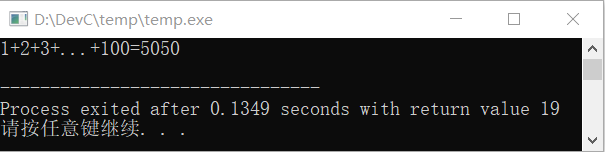 D:\DevC\temp\temp.exe
1+2+3+...+100=5050
--------------------------------
Process exited after 0.1349 seconds with return value 19
请按任意键继续. . .